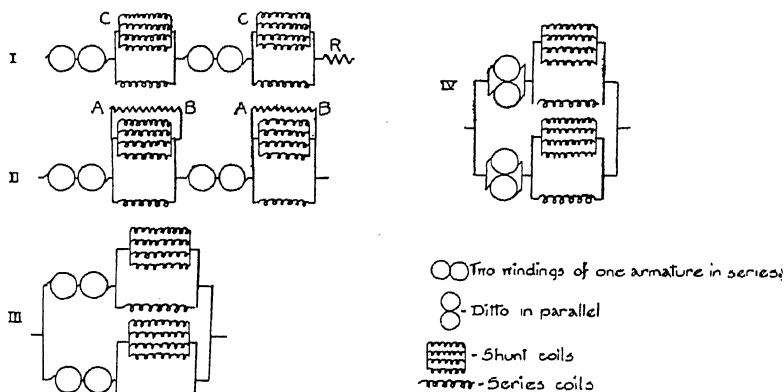 C C
I R
IV
A B A B
II
III
Two windings of one armature in series
Ditto in parallel
- Shunt coils
- Series coils